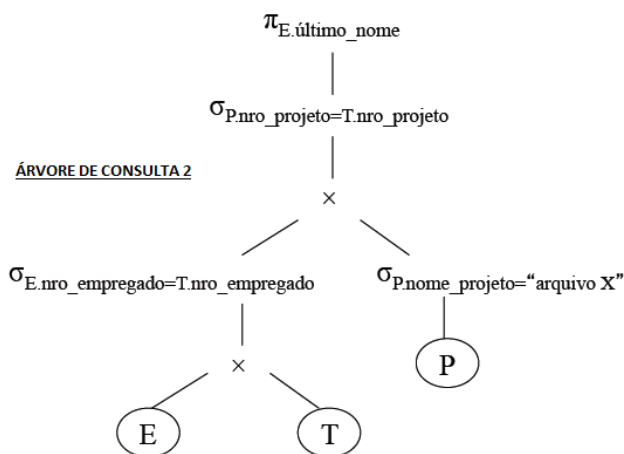 π E.último_nome
σ P.nro_projeto=T.nro_projeto
ÁRVORE DE CONSULTA 2
×
σ E.nro_empregado=T.nro_empregado
σ P.nome_projeto=“arquivo X”
×
P
E
T